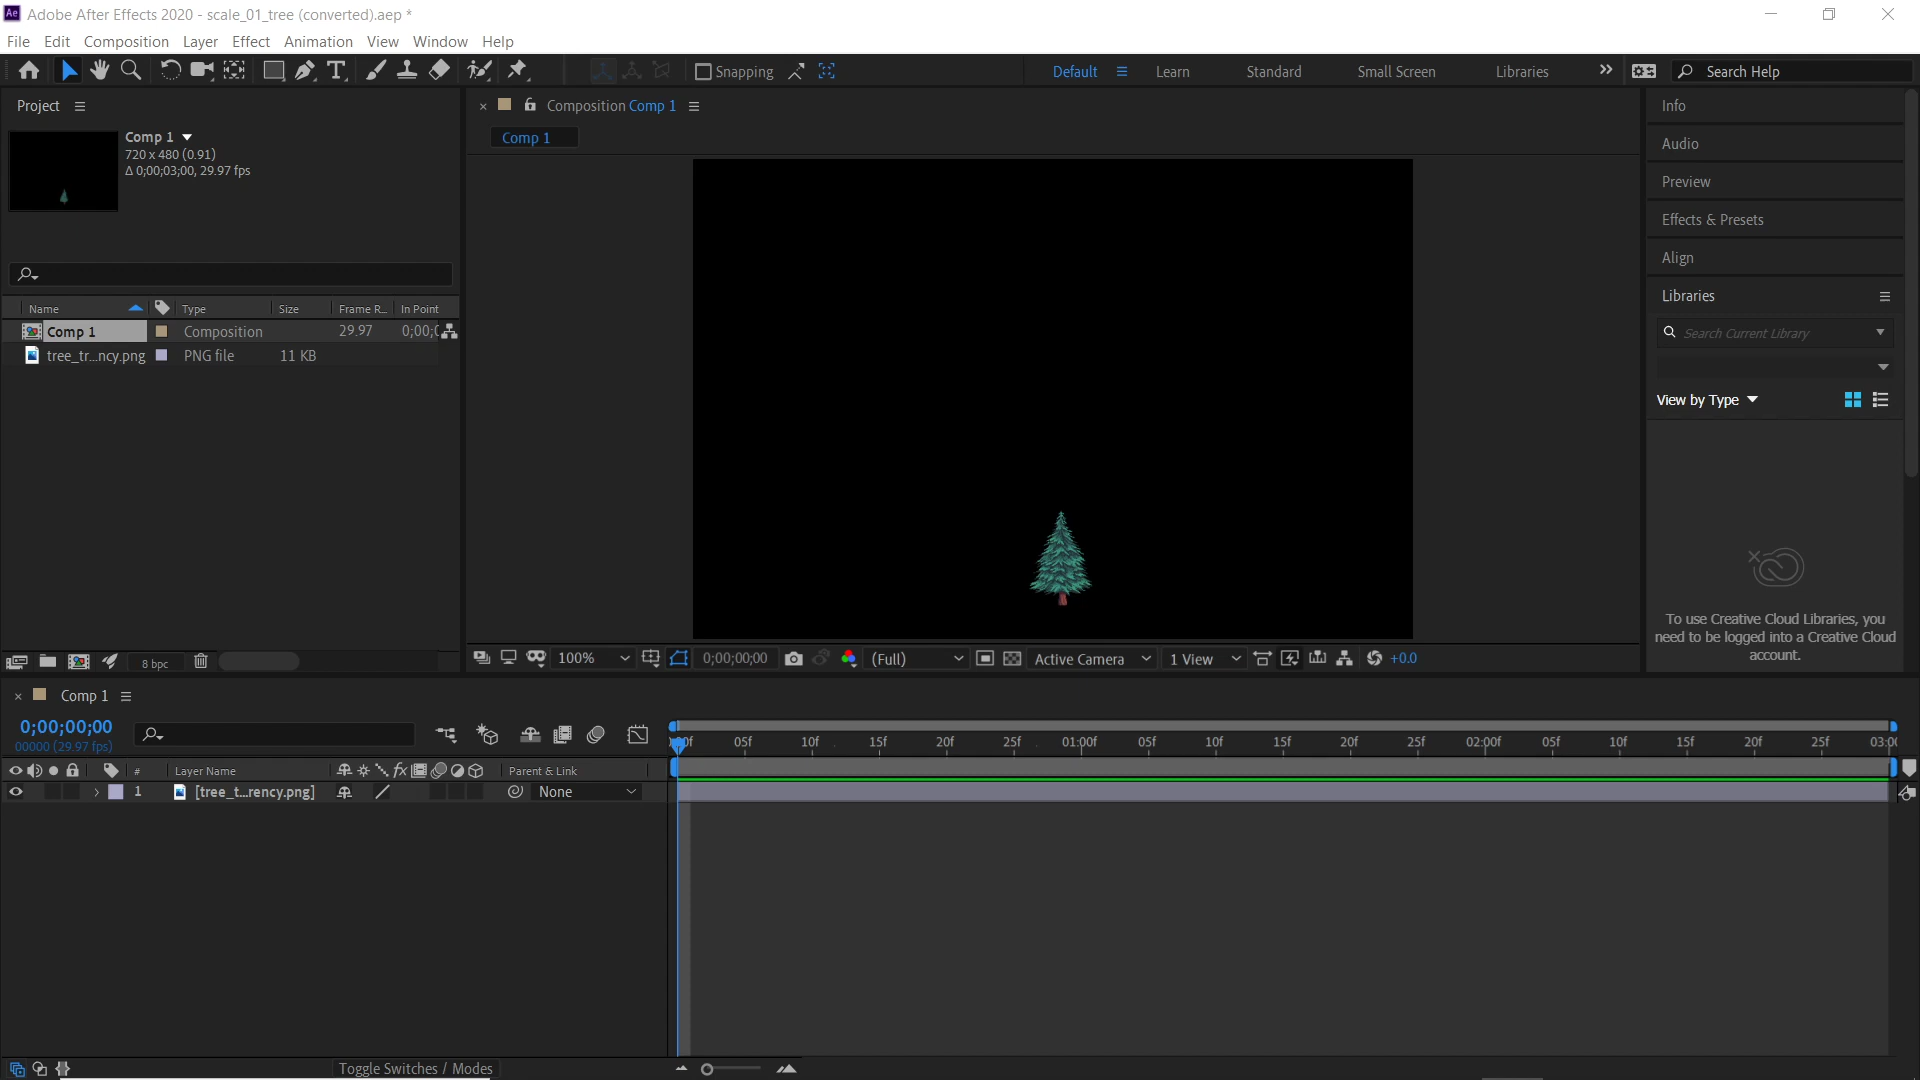 Ae Adobe After Effects 2020 - scale_01_tree (converted).aep *
File Edit Composition Layer Effect Animation View Window Help
Snapping
Default
Learn
Standard
Small Screen
Libraries
Search Help
Project
Comp 1
720 x 480 (0.91)
Δ 0;00;03;00, 29.97 fps
Name Type Size Frame R... In Point
Comp 1 Composition 29.97 0;00;0
tree_tr...ncy.png PNG file 11 KB
8 bpc
Composition Comp 1
Comp 1
100%
0;00;00;00
(Full)
Active Camera
1 View
+0.0
Info
Audio
Preview
Effects & Presets
Align
Libraries
Search Current Library
View by Type
To use Creative Cloud Libraries, you
need to be logged into a Creative Cloud
account.
Comp 1
0;00;00;00
00000 (29.97 fps)
# Layer Name
Parent & Link
1 [tree_t...rency.png]
None
05f 10f 15f 20f 25f 01:00f 05f 10f 15f 20f 25f 02:00f 05f 10f 15f 20f 25f 03:00
Toggle Switches / Modes